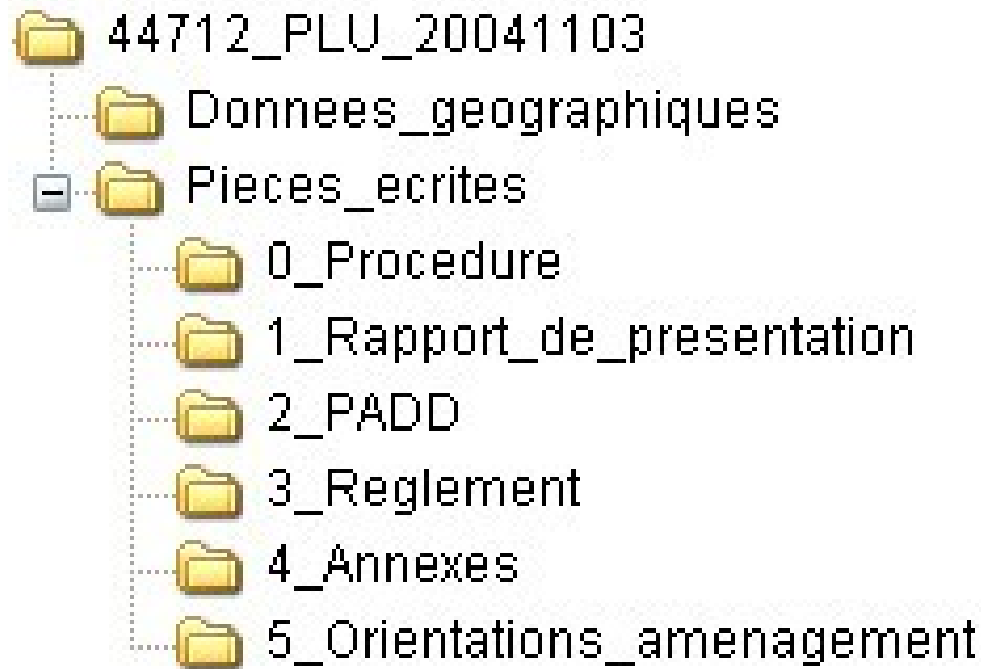 44712_PLU_20041103
Donnees_geographiques
Pieces_ecrites
0_Procedure
1_Rapport_de_presentation
2_PADD
3_Reglement
4_Annexes
5_Orientations_amenagement